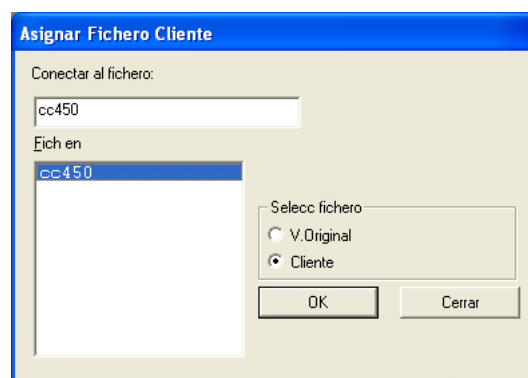 Asignar Fichero Cliente
Conectar al fichero:
cc450
Fich en
cc450
Selecc fichero
V.Original
Cliente
OK Cerrar